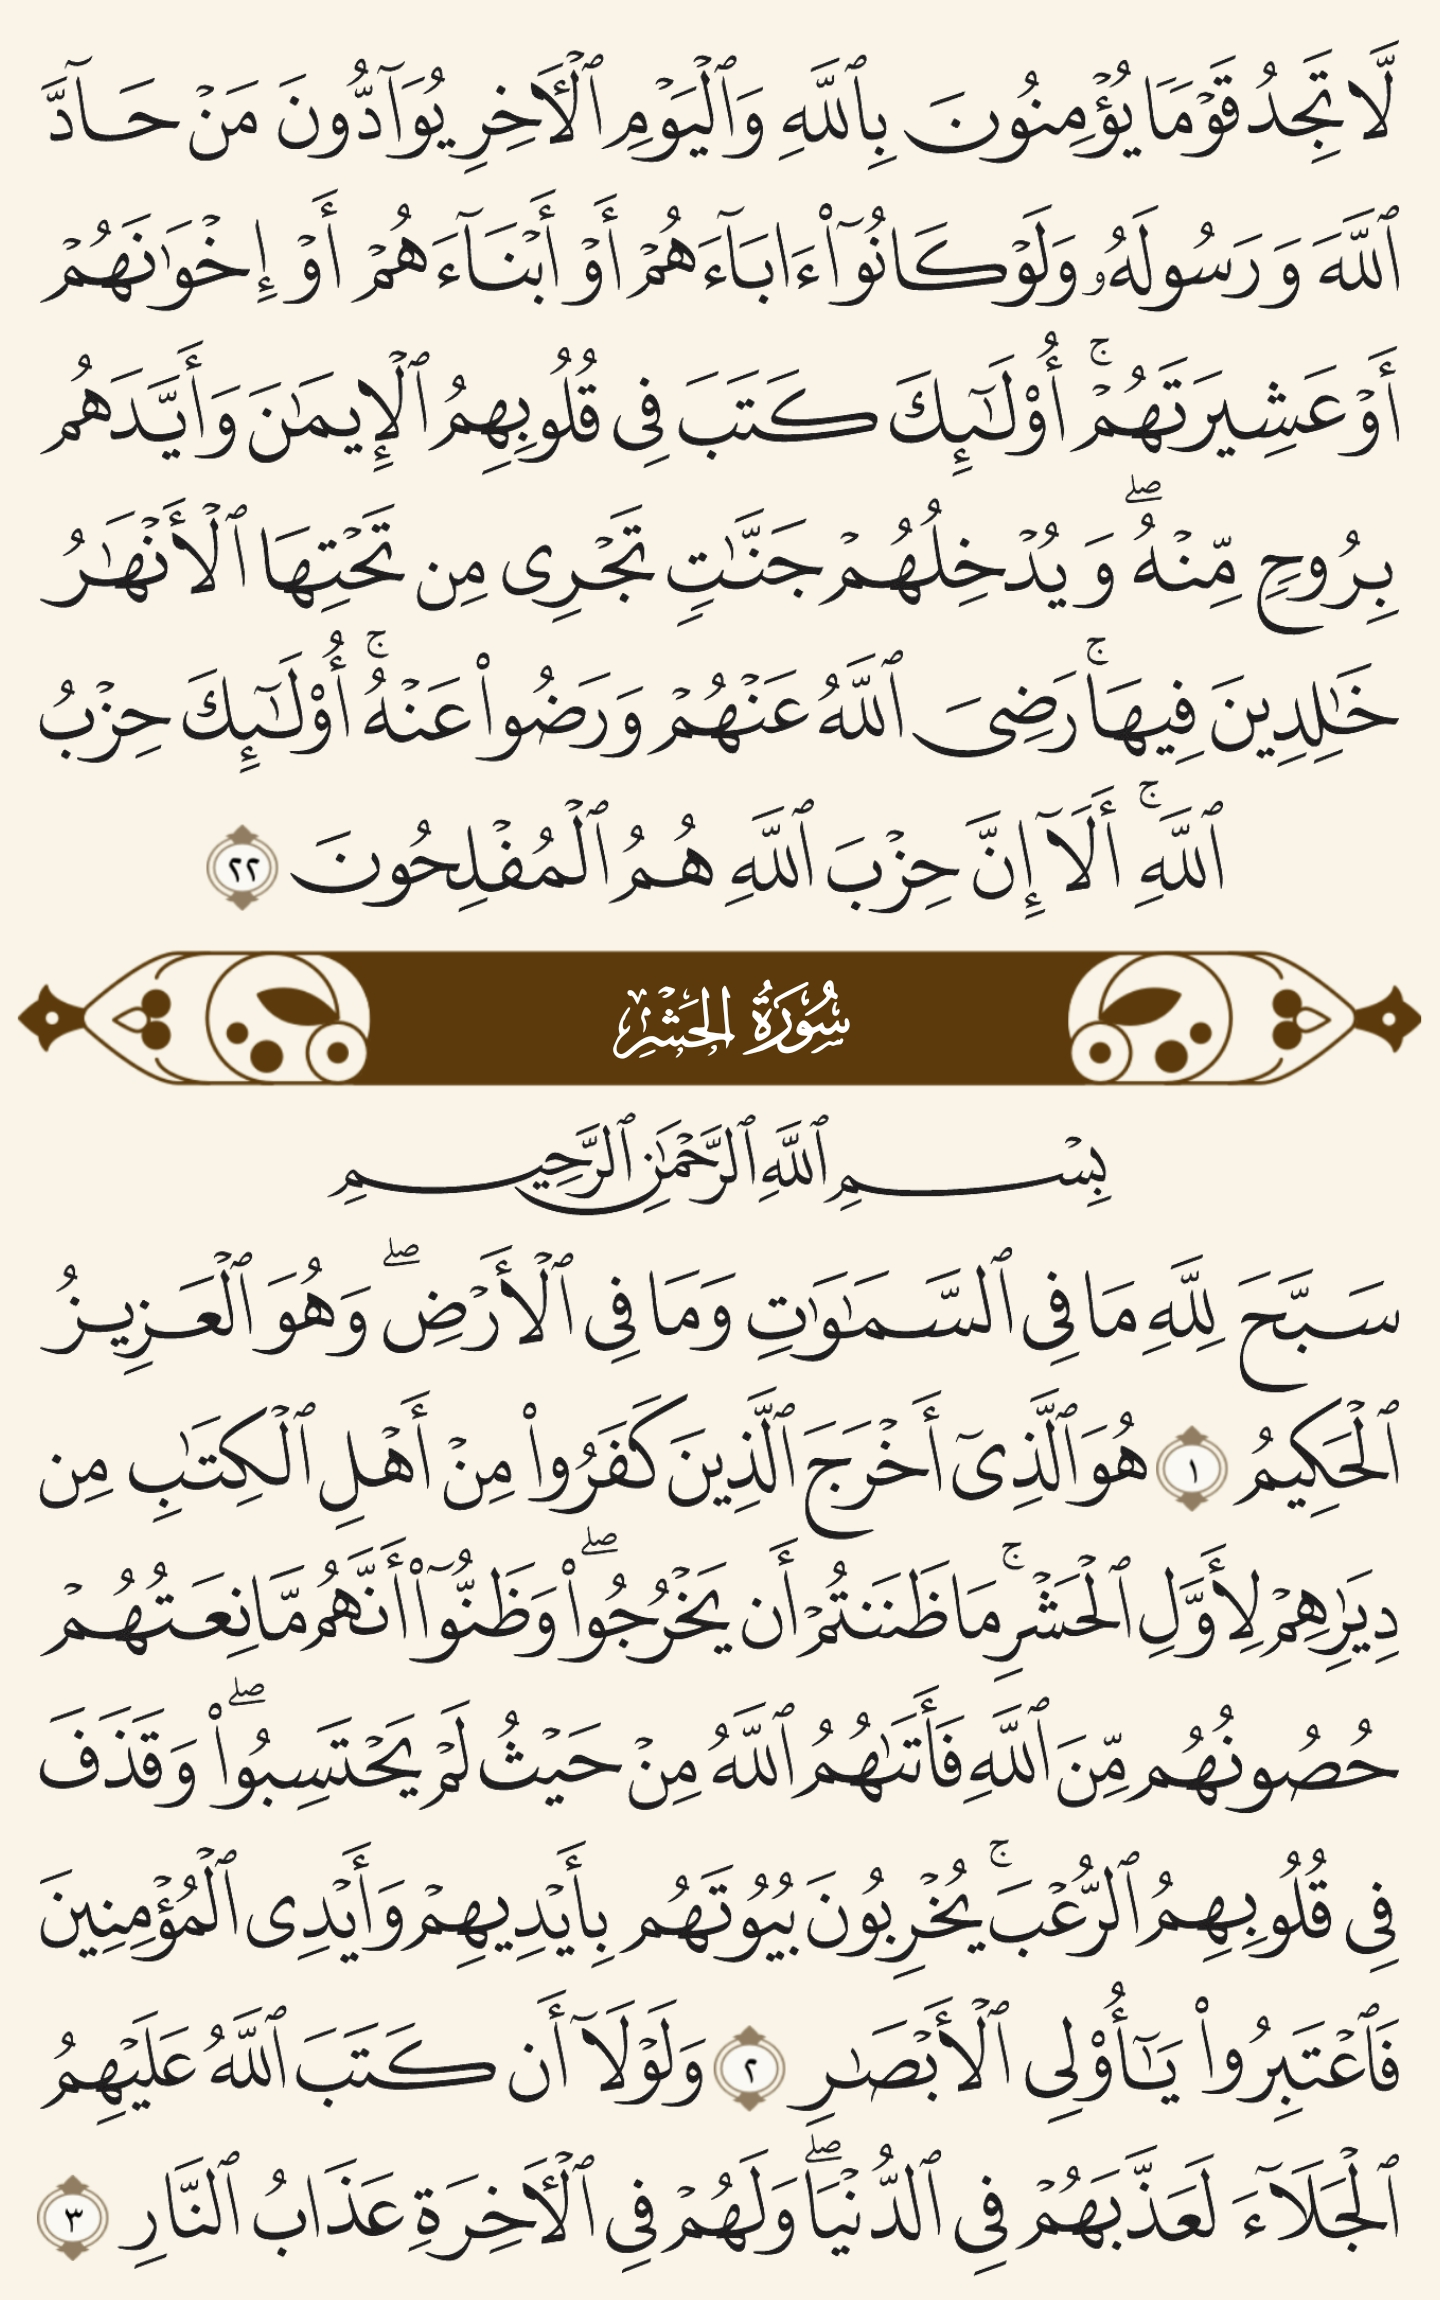 لَّا تَجِدُ قَوْمًا يُؤْمِنُونَ بِٱللَّهِ وَٱلْيَوْمِ ٱلْأَخِرِ يُوَآدُّونَ مَنْ حَآدَّ
ٱللَّهَ وَرَسُولَهُۥ وَلَوْ كَانُوٓا۟ ءَابَآءَهُمْ أَوْ أَبْنَآءَهُمْ أَوْ إِخْوَٰنَهُمْ
أَوْ عَشِيرَتَهُمْ ۚ أُو۟لَٰٓئِكَ كَتَبَ فِى قُلُوبِهِمُ ٱلْإِيمَٰنَ وَأَيَّدَهُم
بِرُوحٍ مِّنْهُ ۖ وَيُدْخِلُهُمْ جَنَّٰتٍ تَجْرِى مِن تَحْتِهَا ٱلْأَنْهَٰرُ
خَٰلِدِينَ فِيهَا ۚ رَضِىَ ٱللَّهُ عَنْهُمْ وَرَضُوا۟ عَنْهُ ۚ أُو۟لَٰٓئِكَ حِزْبُ
ٱللَّهِ ۚ أَلَآ إِنَّ حِزْبَ ٱللَّهِ هُمُ ٱلْمُفْلِحُونَ ٢٢
سُورَةُ الحَشْرِ
بِسْمِ ٱللَّهِ ٱلرَّحْمَٰنِ ٱلرَّحِيمِ
سَبَّحَ لِلَّهِ مَا فِى ٱلسَّمَٰوَٰتِ وَمَا فِى ٱلْأَرْضِ ۖ وَهُوَ ٱلْعَزِيزُ
ٱلْحَكِيمُ ١ هُوَ ٱلَّذِىٓ أَخْرَجَ ٱلَّذِينَ كَفَرُوا۟ مِنْ أَهْلِ ٱلْكِتَٰبِ مِن
دِيَٰرِهِمْ لِأَوَّلِ ٱلْحَشْرِ ۚ مَا ظَنَنتُمْ أَن يَخْرُجُوا۟ ۖ وَظَنُّوٓا۟ أَنَّهُم مَّانِعَتُهُمْ
حُصُونُهُم مِّنَ ٱللَّهِ فَأَتَىٰهُمُ ٱللَّهُ مِنْ حَيْثُ لَمْ يَحْتَسِبُوا۟ ۖ وَقَذَفَ
فِى قُلُوبِهِمُ ٱلرُّعْبَ ۚ يُخْرِبُونَ بُيُوتَهُم بِأَيْدِيهِمْ وَأَيْدِى ٱلْمُؤْمِنِينَ
فَٱعْتَبِرُوا۟ يَٰٓأُو۟لِى ٱلْأَبْصَٰرِ ٢ وَلَوْلَآ أَن كَتَبَ ٱللَّهُ عَلَيْهِمُ
ٱلْجَلَآءَ لَعَذَّبَهُمْ فِى ٱلدُّنْيَا ۖ وَلَهُمْ فِى ٱلْأَخِرَةِ عَذَابُ ٱلنَّارِ ٣